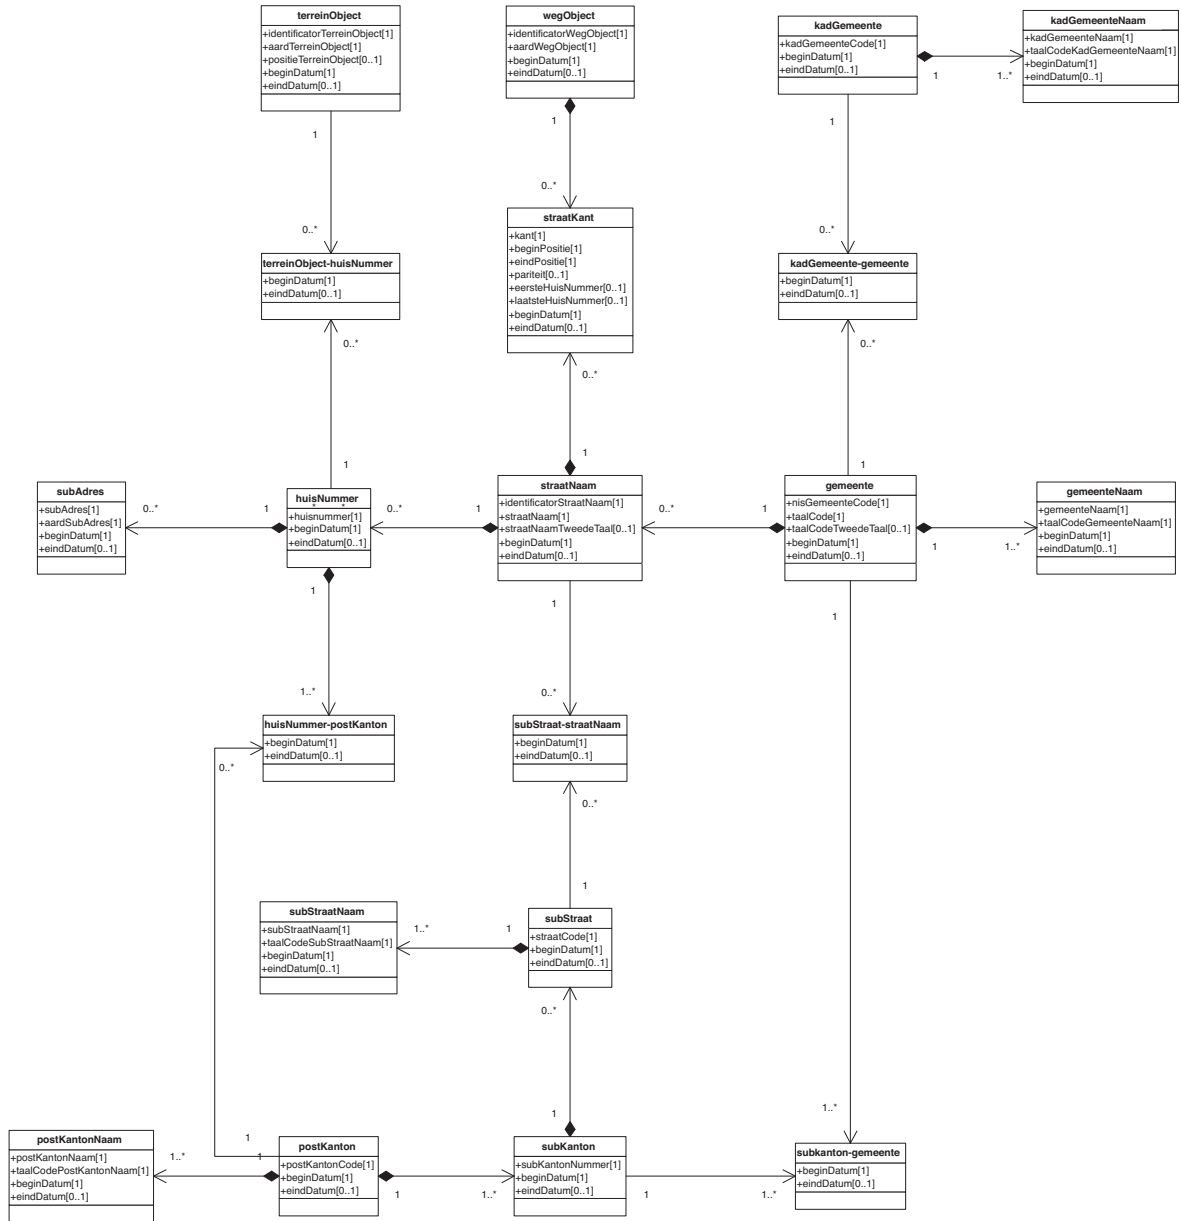 terreinObject
+identificatorTerreinObject[1]
+aardTerreinObject[1]
+positieTerreinObject[0..1]
+beginDatum[1]
+eindDatum[0..1]
wegObject
+identificatorWegObject[1]
+aardWegObject[1]
+beginDatum[1]
+eindDatum[0..1]
kadGemeente
+kadGemeenteCode[1]
+beginDatum[1]
+eindDatum[0..1]
kadGemeenteNaam
+kadGemeenteNaam[1]
+taalCodeKadGemeenteNaam[1]
+beginDatum[1]
+eindDatum[0..1]
1
1..*
1
1
1
0..*
0..*
0..*
terreinObject-huisNummer
+beginDatum[1]
+eindDatum[0..1]
straatKant
+kant[1]
+beginPositie[1]
+eindPositie[1]
+pariteit[0..1]
+eersteHuisNummer[0..1]
+laatsteHuisNummer[0..1]
+beginDatum[1]
+eindDatum[0..1]
kadGemeente-gemeente
+beginDatum[1]
+eindDatum[0..1]
0..*
0..*
0..*
1
1
1
subAdres
+subAdres[1]
+aardSubAdres[1]
+beginDatum[1]
+eindDatum[0..1]
0..*
1
huisNummer
+huisnummer[1]
+beginDatum[1]
+eindDatum[0..1]
0..*
1
straatNaam
+identificatorStraatNaam[1]
+straatNaam[1]
+straatNaamTweedeTaal[0..1]
+beginDatum[1]
+eindDatum[0..1]
0..*
1
gemeente
+nisGemeenteCode[1]
+taalCode[1]
+taalCodeTweedeTaal[0..1]
+beginDatum[1]
+eindDatum[0..1]
1
1..*
gemeenteNaam
+gemeenteNaam[1]
+taalCodeGemeenteNaam[1]
+beginDatum[1]
+eindDatum[0..1]
1
1
1
1..*
0..*
huisNummer-postKanton
+beginDatum[1]
+eindDatum[0..1]
0..*
subStraat-straatNaam
+beginDatum[1]
+eindDatum[0..1]
0..*
1
subStraatNaam
+subStraatNaam[1]
+taalCodeSubStraatNaam[1]
+beginDatum[1]
+eindDatum[0..1]
1..*
1
subStraat
+straatCode[1]
+beginDatum[1]
+eindDatum[0..1]
0..*
1
1..*
postKantonNaam
+postKantonNaam[1]
+taalCodePostKantonNaam[1]
+beginDatum[1]
+eindDatum[0..1]
1..*
1
1
postKanton
+postKantonCode[1]
+beginDatum[1]
+eindDatum[0..1]
1
1..*
subKanton
+subKantonNummer[1]
+beginDatum[1]
+eindDatum[0..1]
1
1..*
subkanton-gemeente
+beginDatum[1]
+eindDatum[0..1]